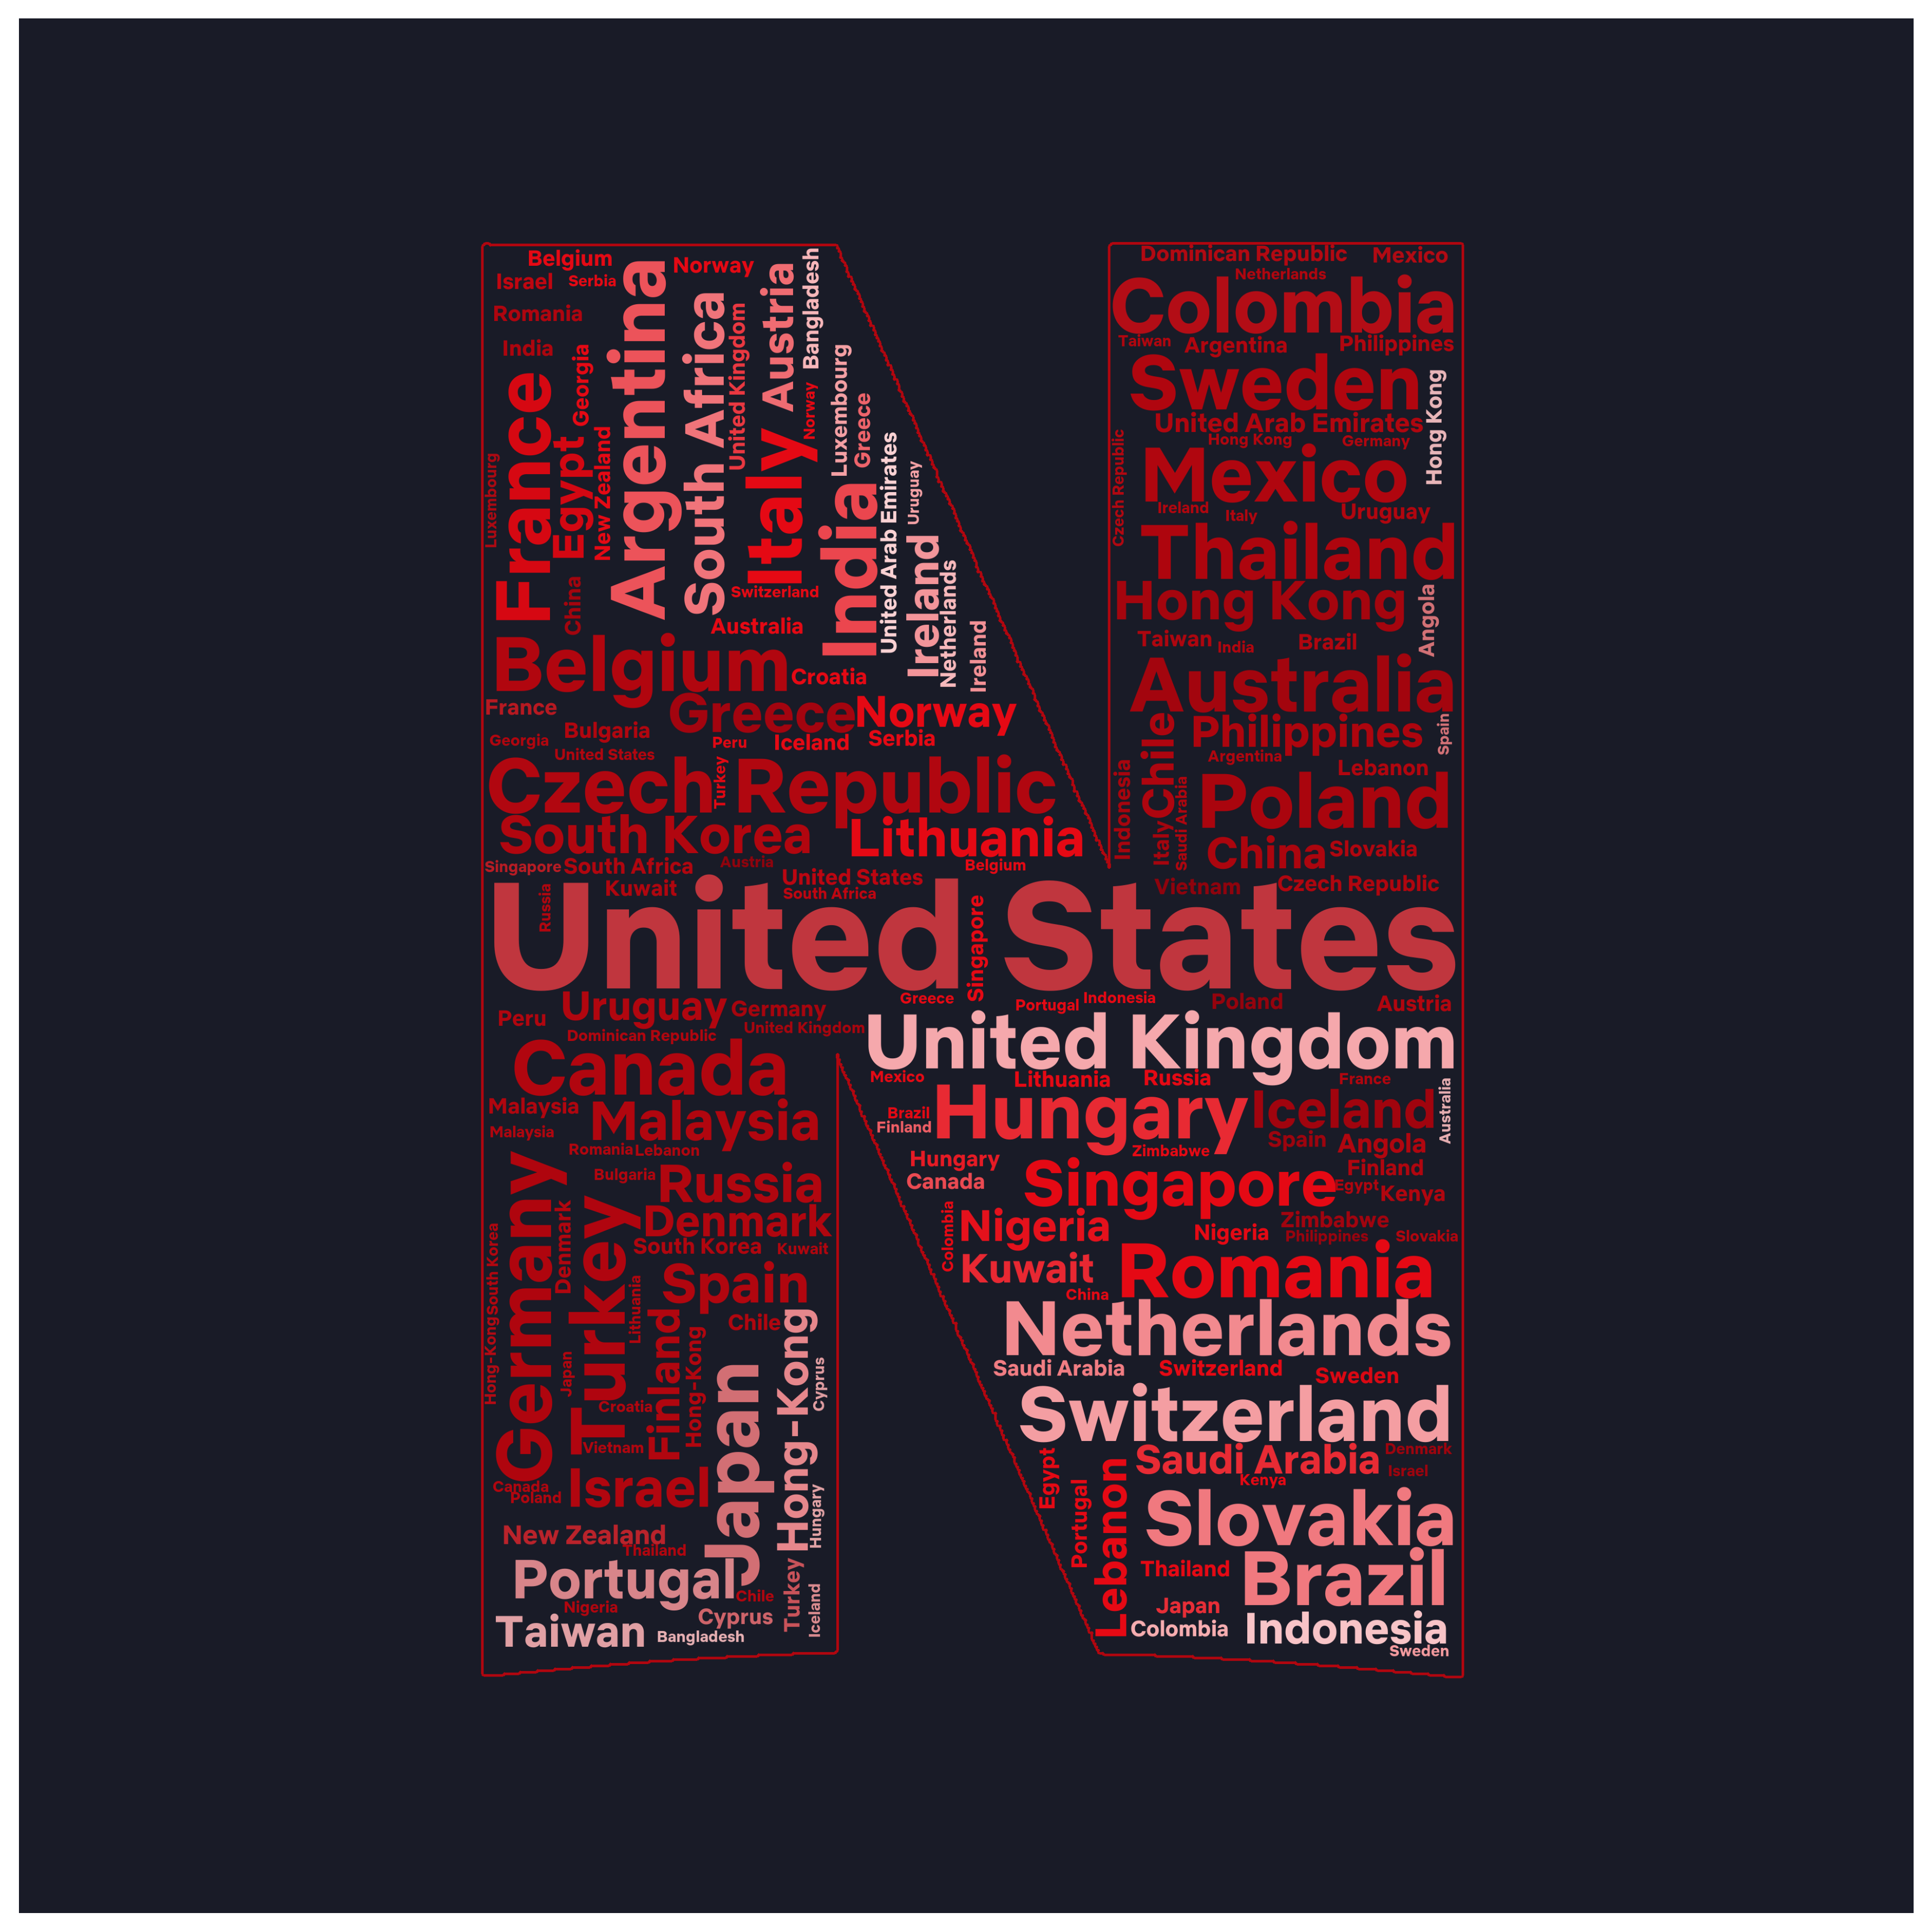 Belgium
Israel
Serbia
Norway
Romania
India
Georgia
Argentina
South Africa
United Kingdom
Austria
Bangladesh
Norway
Luxembourg
Greece
France
Egypt
New Zealand
Luxembourg
China
Italy
Switzerland
Australia
India
United Arab Emirates
Uruguay
Ireland
Netherlands
Ireland
Belgium
Croatia
France
Greece
Norway
Bulgaria
Georgia
Peru
Iceland
Serbia
United States
Czech Republic
Turkey
South Korea
Lithuania
Singapore
South Africa
Austria
Belgium
United States
Kuwait
South Africa
Dominican Republic
Mexico
Netherlands
Colombia
Taiwan
Argentina
Philippines
Sweden
Hong Kong
United Arab Emirates
Hong Kong
Germany
Czech Republic
Mexico
Ireland
Italy
Uruguay
Thailand
Hong Kong
Angola
Taiwan
India
Brazil
Australia
Philippines
Spain
Chile
Argentina
Indonesia
Lebanon
Italy
Saudi Arabia
Poland
China
Slovakia
Vietnam
Czech Republic
United States
Russia
Singapore
Uruguay
Germany
Greece
Portugal
Indonesia
Poland
Austria
Peru
Dominican Republic
United Kingdom
United Kingdom
Canada
Mexico
Lithuania
Russia
France
Malaysia
Malaysia
Malaysia
Romania
Lebanon
Hungary
Iceland
Australia
Brazil
Finland
Spain
Angola
Zimbabwe
Hungary
Canada
Singapore
Finland
Egypt
Kenya
Colombia
Nigeria
Nigeria
Zimbabwe
Philippines
Slovakia
Kuwait
China
Romania
Netherlands
Saudi Arabia
Switzerland
Sweden
Switzerland
Egypt
Saudi Arabia
Denmark
Israel
Kenya
Portugal
Lebanon
Slovakia
Thailand
Brazil
Japan
Colombia
Indonesia
Sweden
Bulgaria
Russia
Germany
Denmark
Turkey
Denmark
South Korea
Kuwait
South Korea
Hong-Kong
Spain
Lithuania
Japan
Finland
Hong-Kong
Chile
Croatia
Vietnam
Japan
Hong-Kong
Cyprus
Hungary
Canada
Poland
Israel
New Zealand
Thailand
Portugal
Chile
Nigeria
Cyprus
Turkey
Iceland
Taiwan
Bangladesh